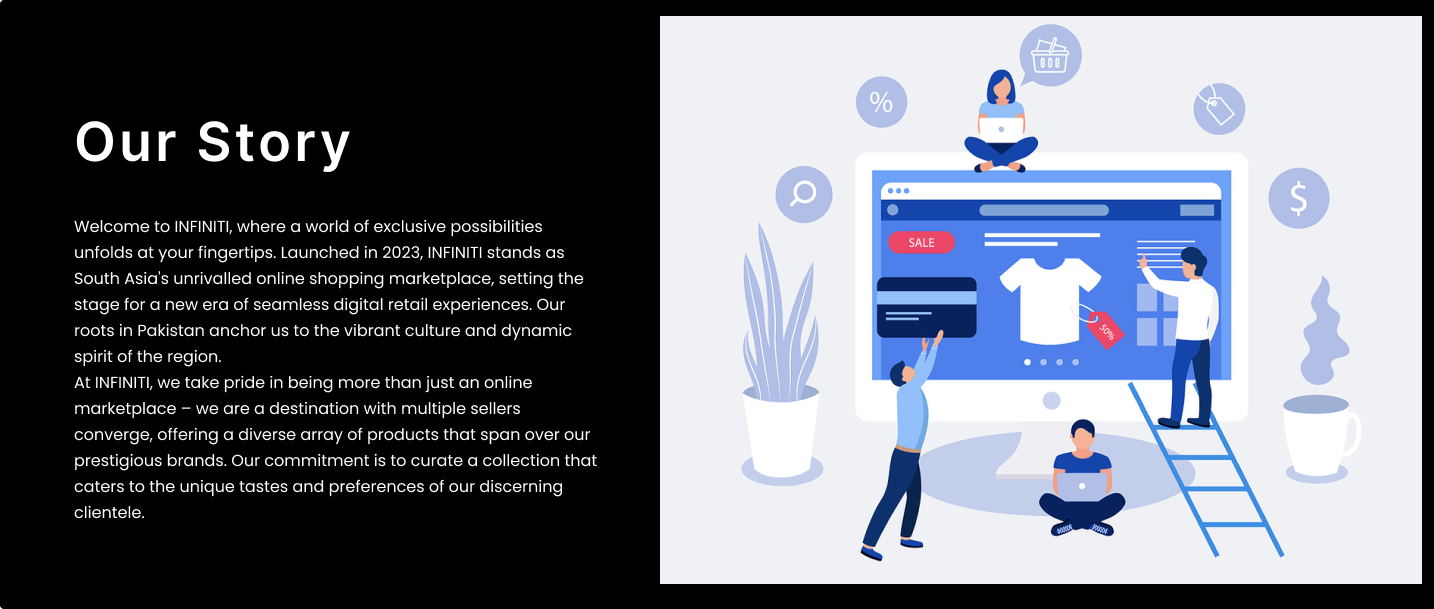 Our Story
Welcome to INFINITI, where a world of exclusive possibilities
unfolds at your fingertips. Launched in 2023, INFINITI stands as
South Asia's unrivalled online shopping marketplace, setting the
stage for a new era of seamless digital retail experiences. Our
roots in Pakistan anchor us to the vibrant culture and dynamic
spirit of the region.
At INFINITI, we take pride in being more than just an online
marketplace – we are a destination with multiple sellers
converge, offering a diverse array of products that span over our
prestigious brands. Our commitment is to curate a collection that
caters to the unique tastes and preferences of our discerning
clientele.
%
$
SALE
50%